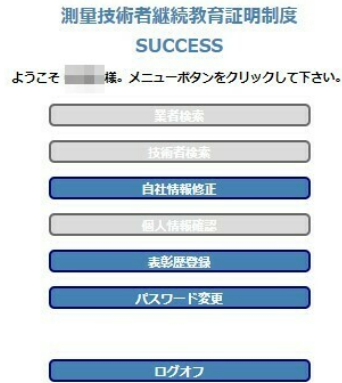 測量技術者継続教育証明制度
SUCCESS
ようこそ 様。メニューボタンをクリックして下さい。
業者検索
技術者検索
自社情報修正
個人情報確認
表彰歴登録
パスワード変更
ログオフ